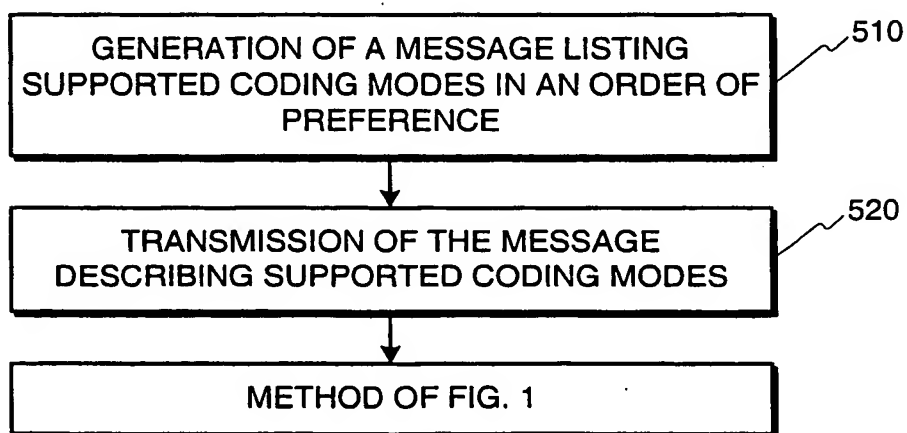 GENERATION OF A MESSAGE LISTING
SUPPORTED CODING MODES IN AN ORDER OF
PREFERENCE
510
TRANSMISSION OF THE MESSAGE
DESCRIBING SUPPORTED CODING MODES
520
METHOD OF FIG. 1